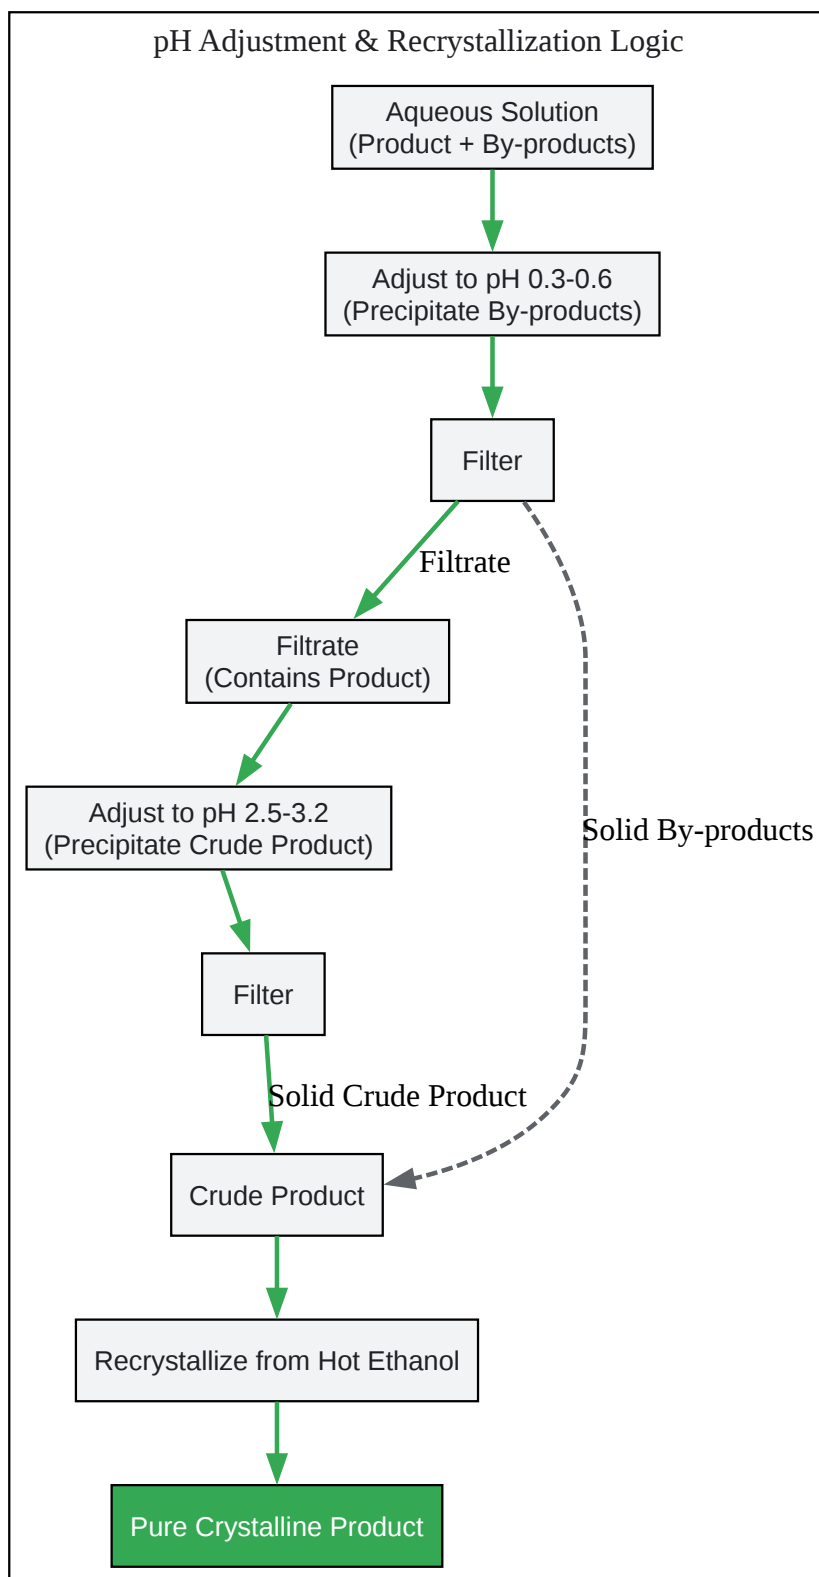 pH Adjustment & Recrystallization Logic
Aqueous Solution
(Product + By-products)
Adjust to pH 0.3-0.6
(Precipitate By-products)
Filter
Filtrate
Filtrate
(Contains Product)
Adjust to pH 2.5-3.2
(Precipitate Crude Product)
Solid By-products
Filter
Solid Crude Product
Crude Product
Recrystallize from Hot Ethanol
Pure Crystalline Product